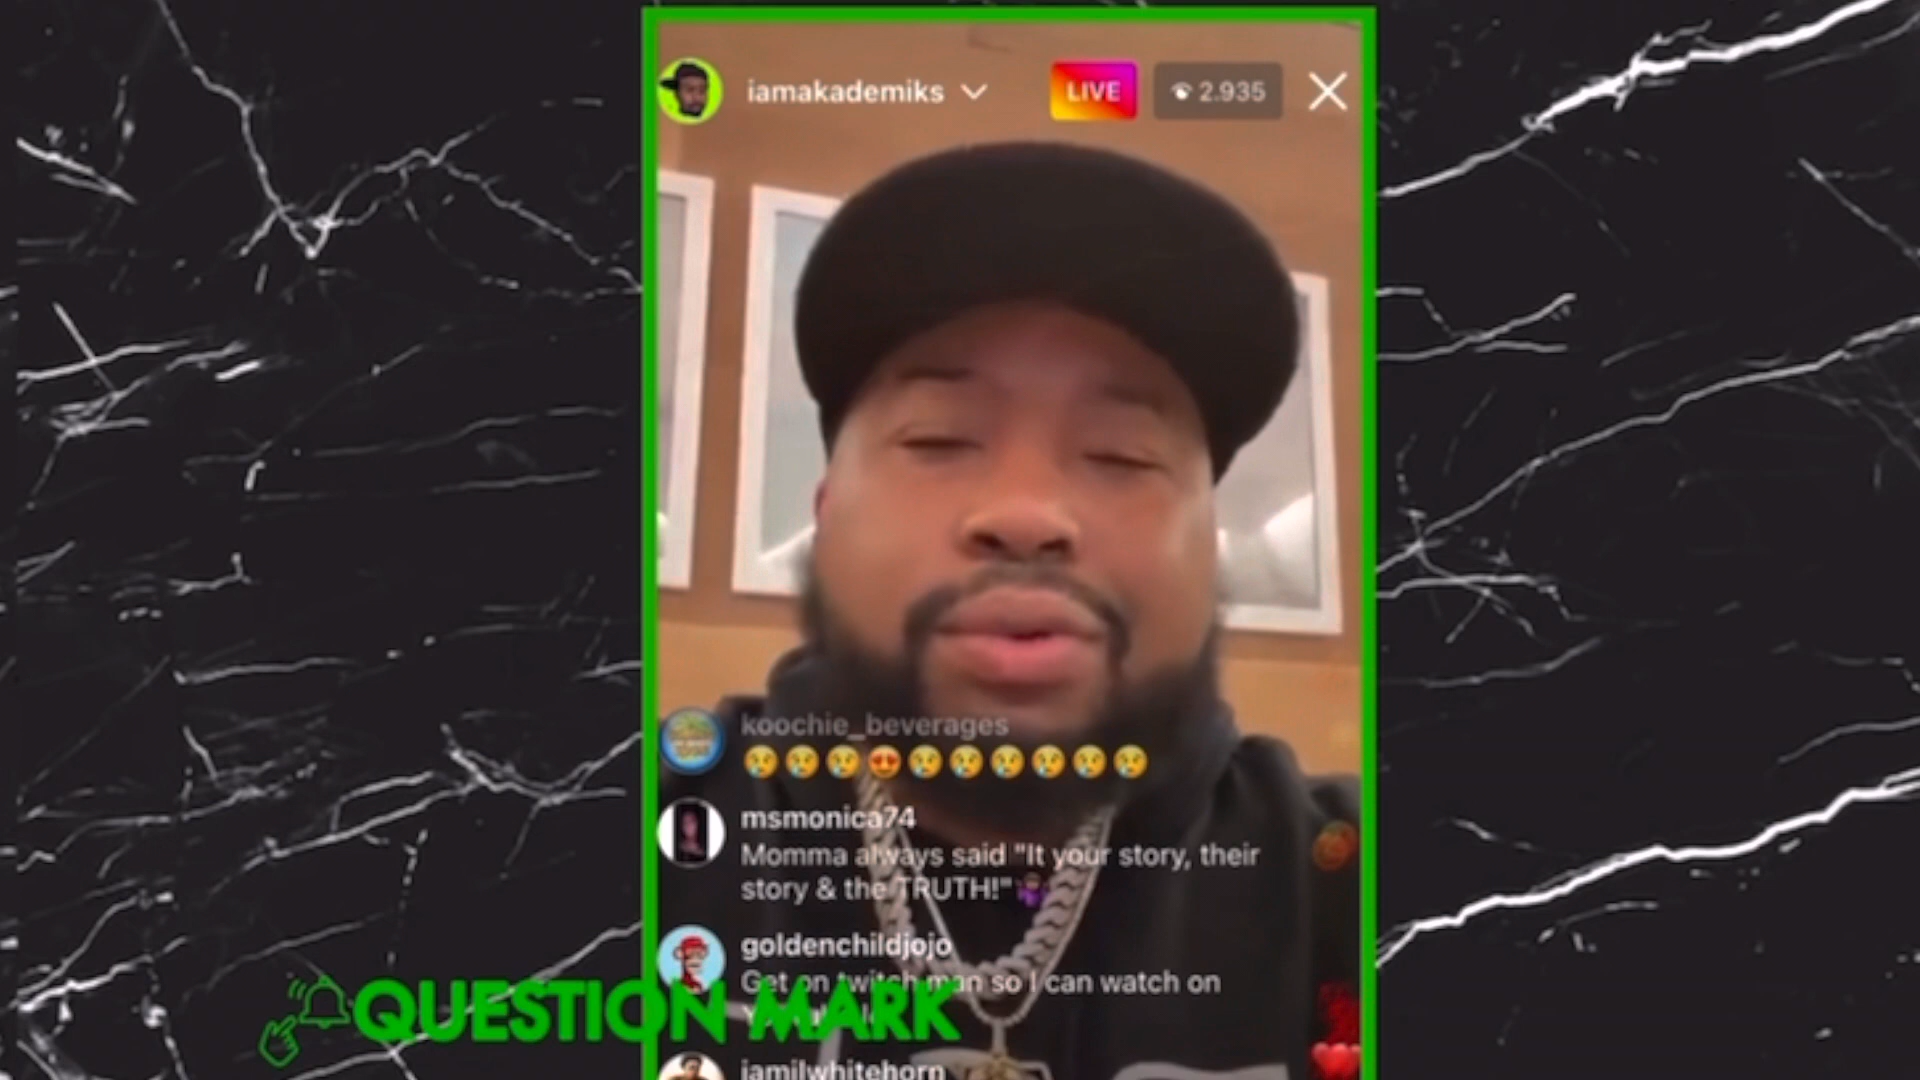 iamakademiks
LIVE
2.935
koochie_beverages
msmonica74
Momma always said "It your story, their
story & the TRUTH!"
goldenchildjojo
Get on twitch man so I can watch on
QUESTION MARK
jamilwhitehorn